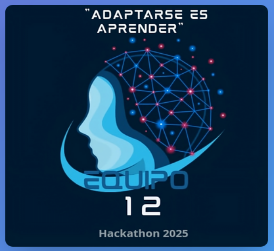 "ADAPTARSE ES
APRENDER"
EQUIPO
12
Hackathon 2025